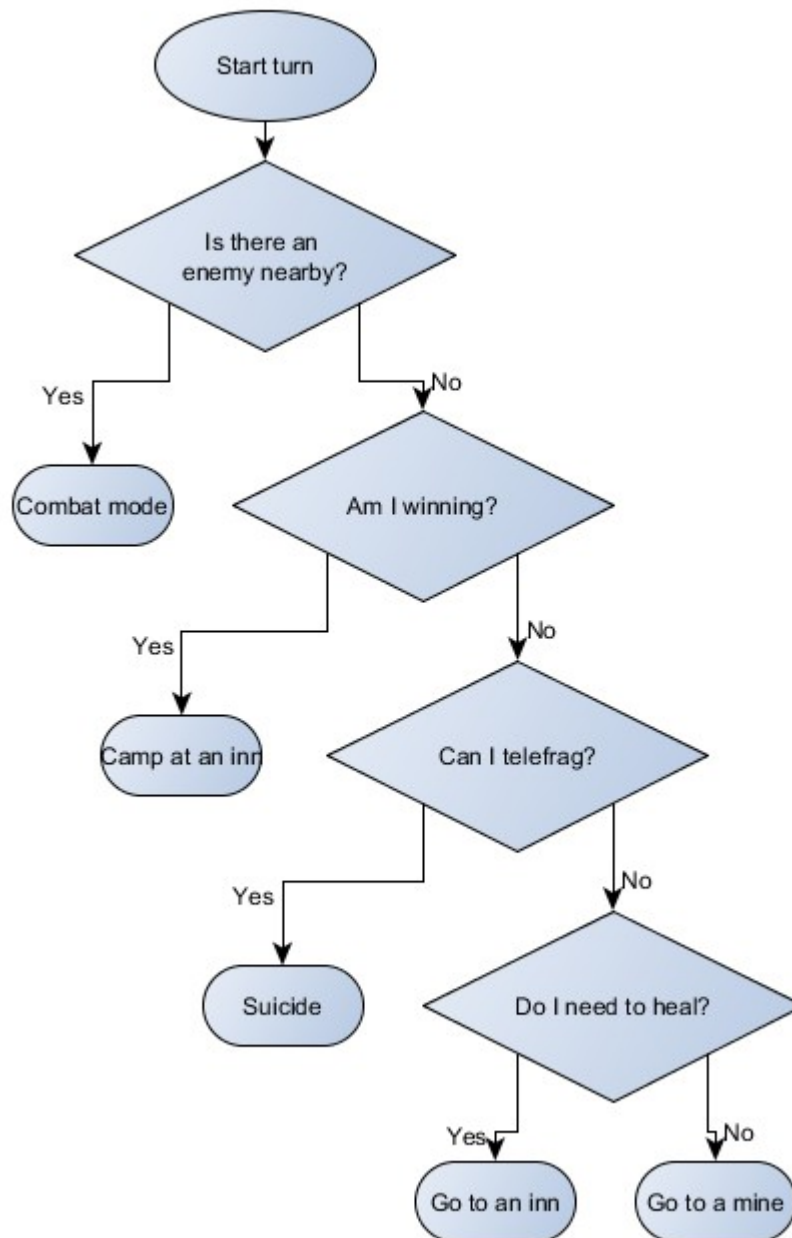 Start turn
Is there an
enemy nearby?
Yes
No
Combat mode
Am I winning?
Yes
No
Camp at an inn
Can I telefrag?
Yes
No
Suicide
Do I need to heal?
Yes
No
Go to an inn
Go to a mine